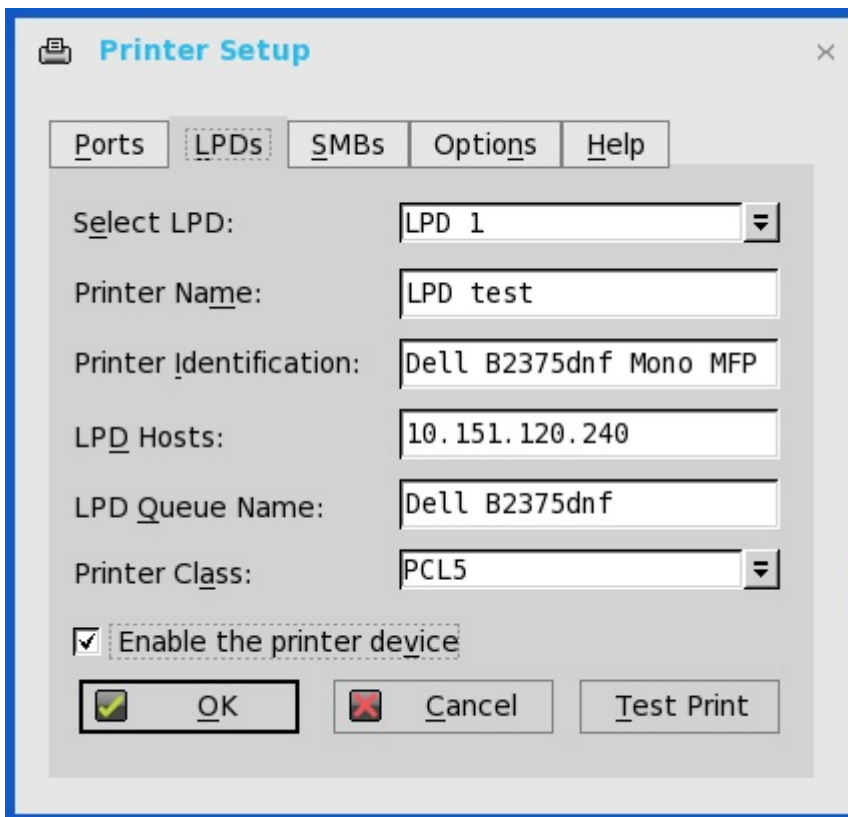 Printer Setup
Ports LPDs SMBs Options Help
Select LPD: LPD 1
Printer Name: LPD test
Printer Identification: Dell B2375dnf Mono MFP
LPD Hosts: 10.151.120.240
LPD Queue Name: Dell B2375dnf
Printer Class: PCL5
Enable the printer device
OK Cancel Test Print